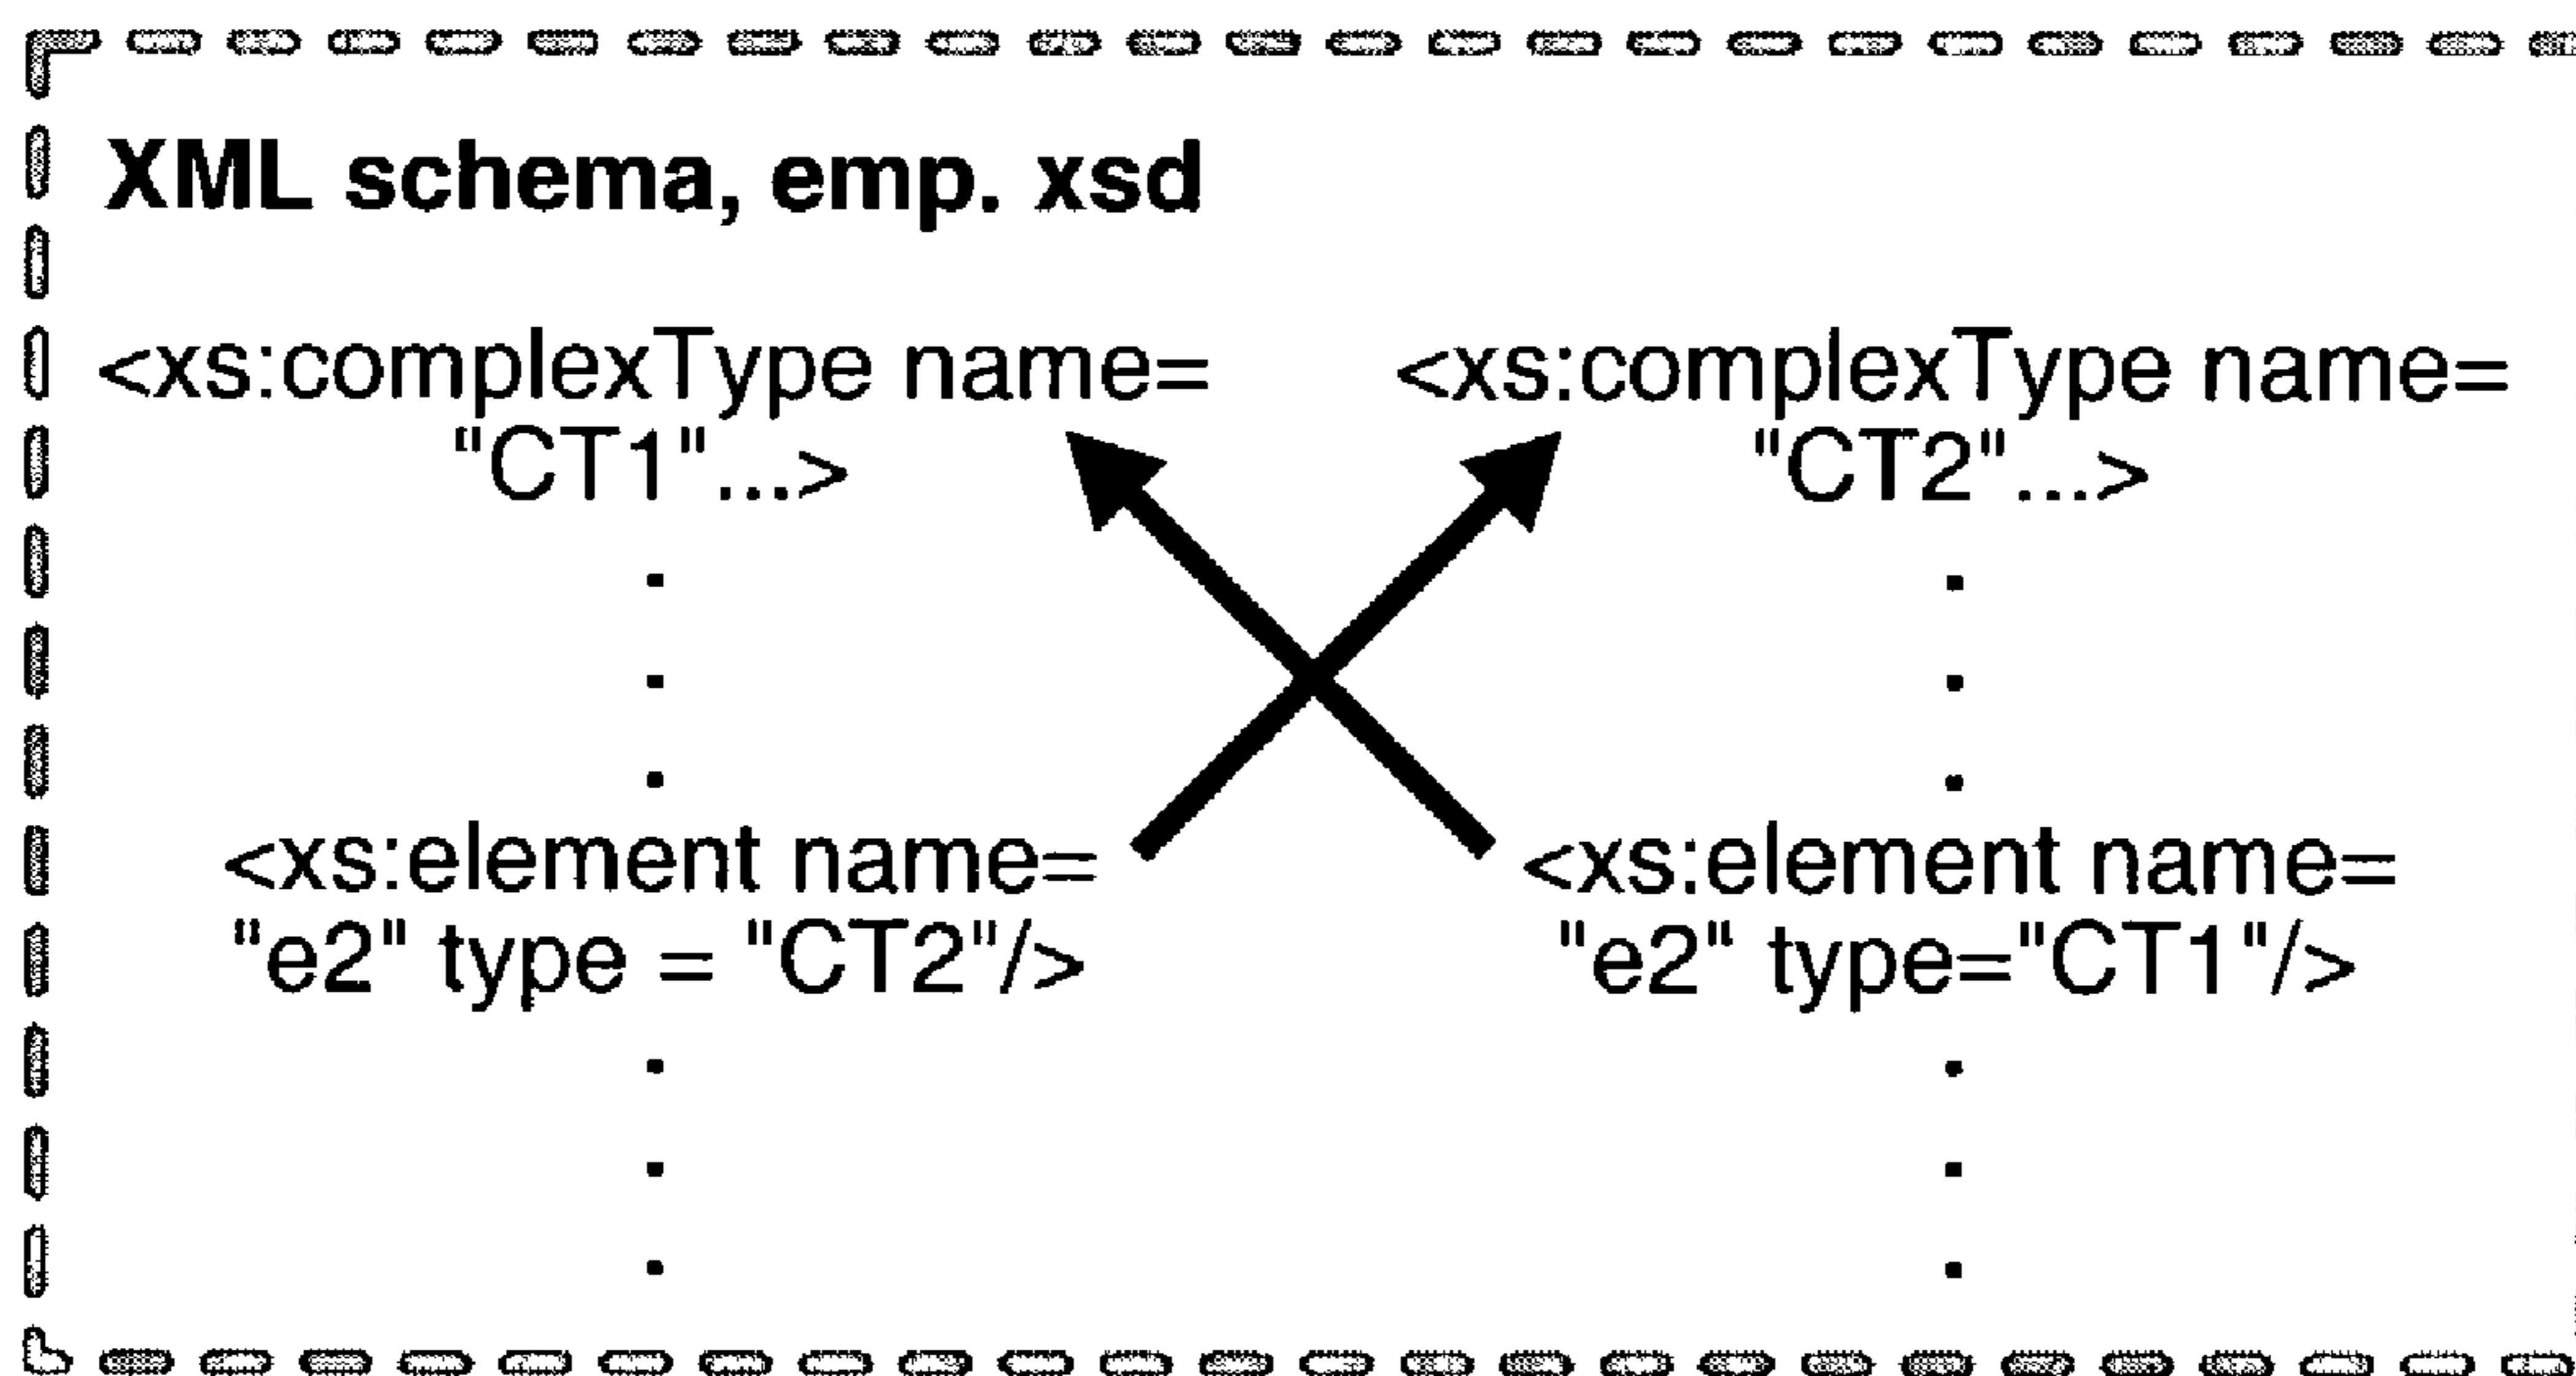 XML schema, emp. xsd
<xs:complexType name=
"CT1"...>
<xs:element name=
"e2" type = "CT2"/>
<xs:complexType name=
"CT2"...>
<xs:element name=
"e2" type="CT1"/>